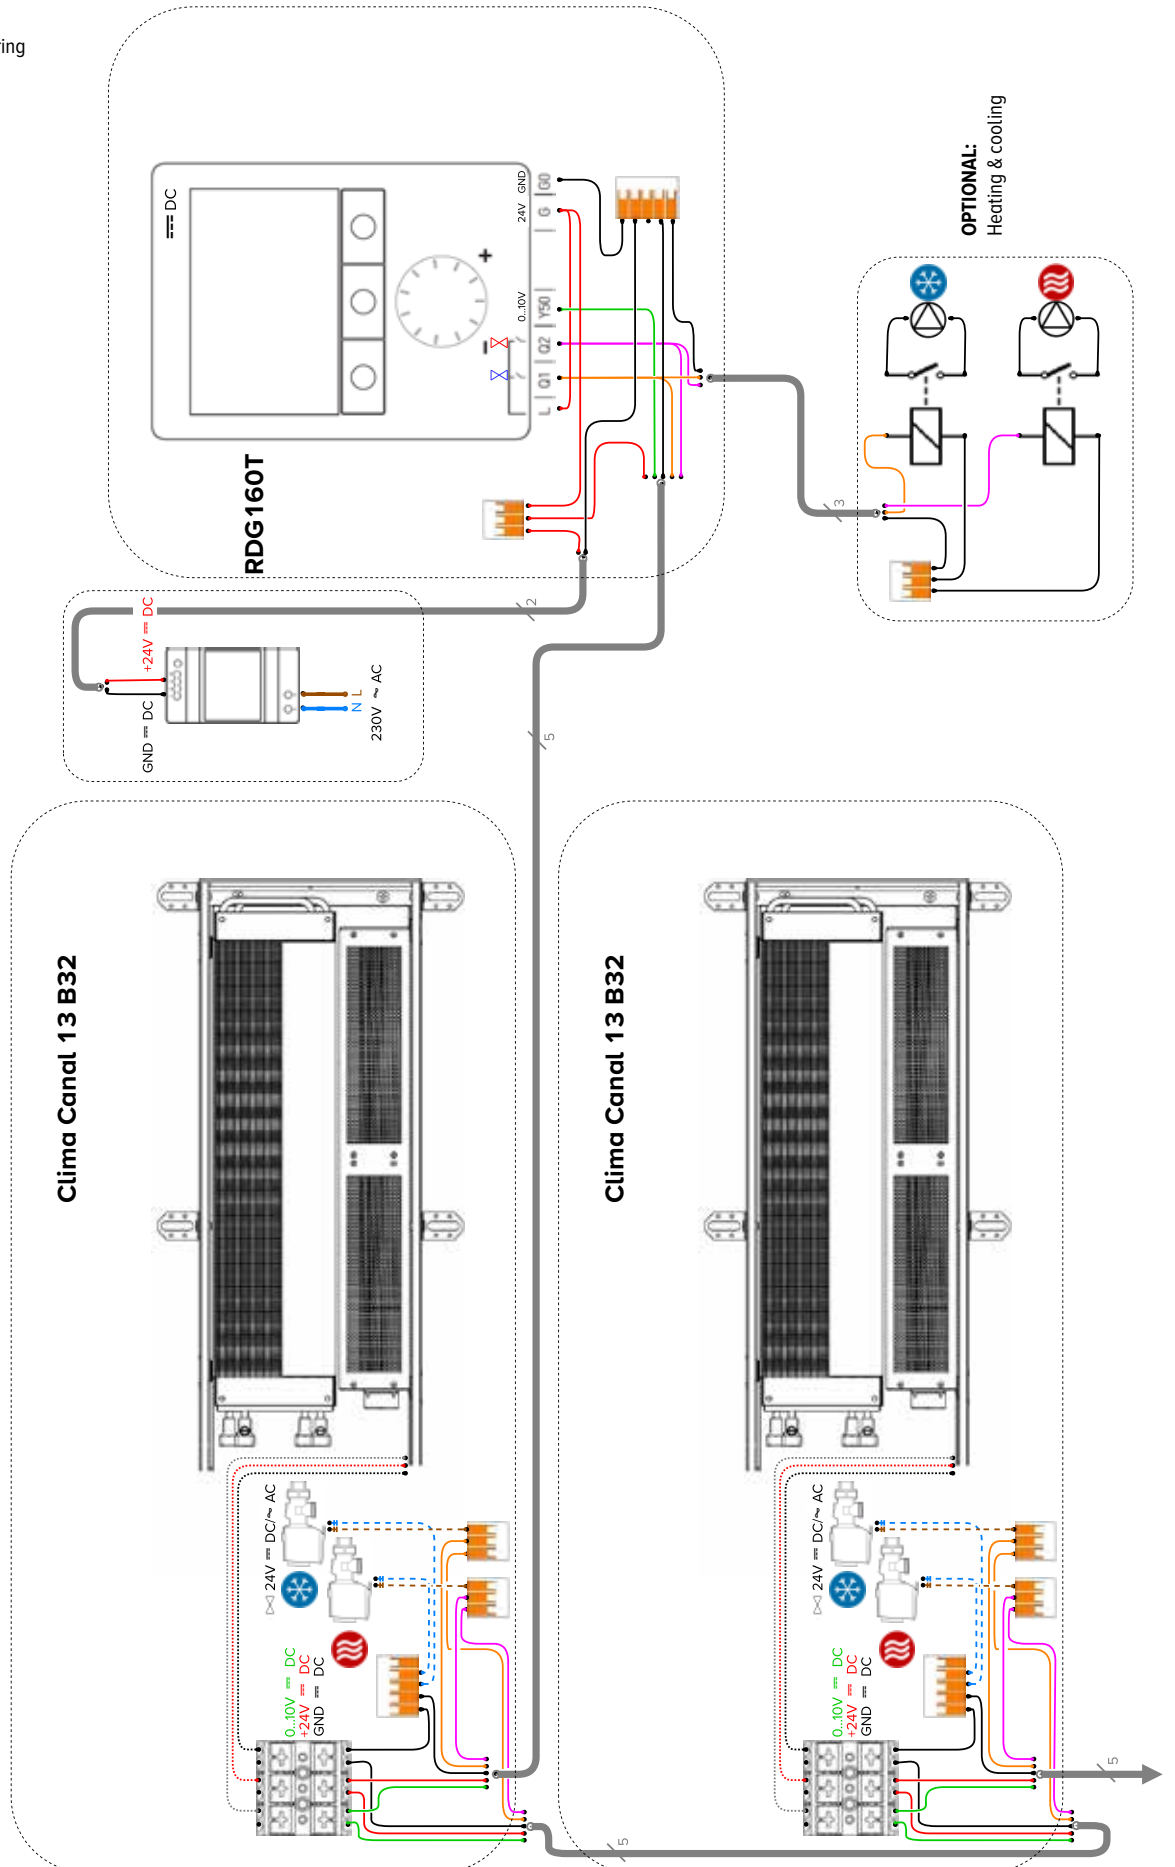 ring
⎓ DC
RDG160T
24V
GND
0...10V
+
−
L
Q1
Q2
Y50
G
G0
OPTIONAL:
Heating & cooling
3
2
5
+24V ⎓ DC
GND ⎓ DC
N
L
230V ~ AC
Clima Canal 13 B32
24V ⎓ DC/~ AC
0...10V ⎓ DC
+24V ⎓ DC
GND ⎓ DC
5
Clima Canal 13 B32
24V ⎓ DC/~ AC
0...10V ⎓ DC
+24V ⎓ DC
GND ⎓ DC
5